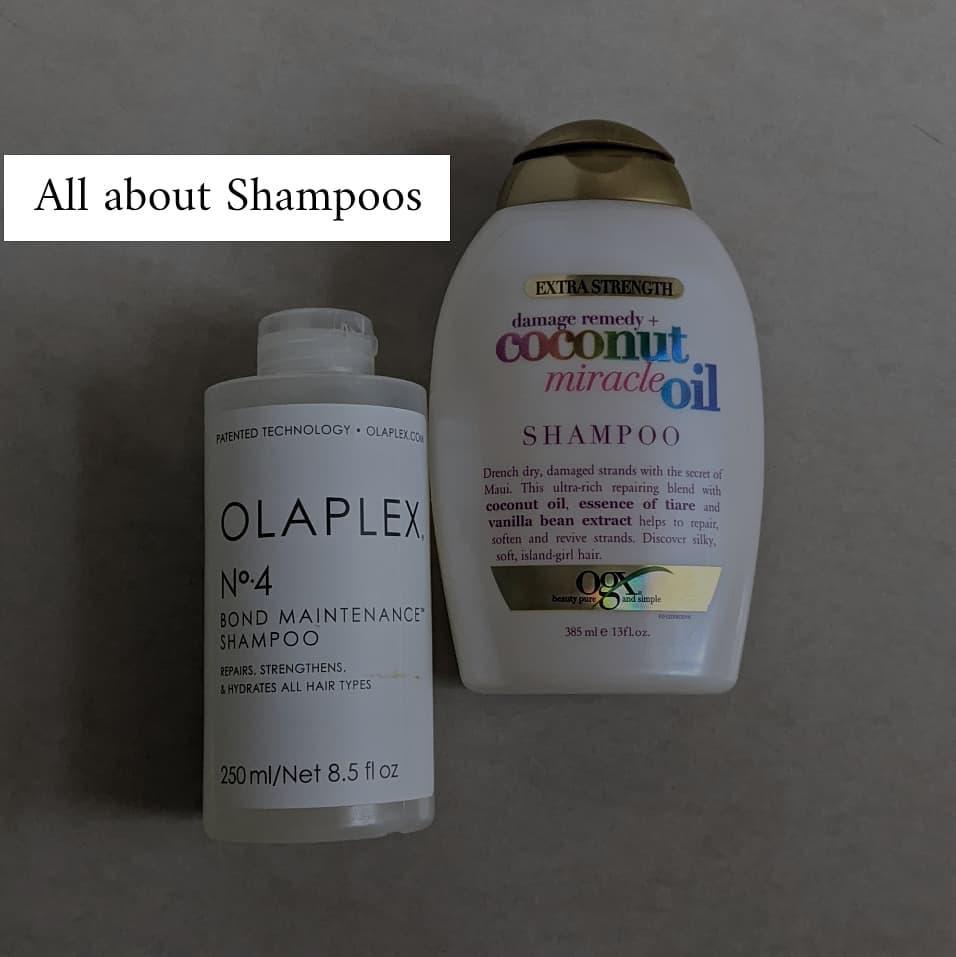 All about Shampoos
EXTRA STRENGTH
damage remedy +
coconut
miracle oil
SHAMPOO
Drench dry, damaged strands with the secret of
Maui. This ultra-rich repairing blend with
coconut oil, essence of tiare and
vanilla bean extract helps to repair,
soften and revive strands. Discover silky,
soft, island-girl hair.
ogx®
beauty pure and simple
385 ml e 13fl.oz.
PATENTED TECHNOLOGY • OLAPLEX.COM
OLAPLEX.
Nº.4
BOND MAINTENANCE™
SHAMPOO
REPAIRS, STRENGTHENS,
& HYDRATES ALL HAIR TYPES
250 ml/Net 8.5 fl oz